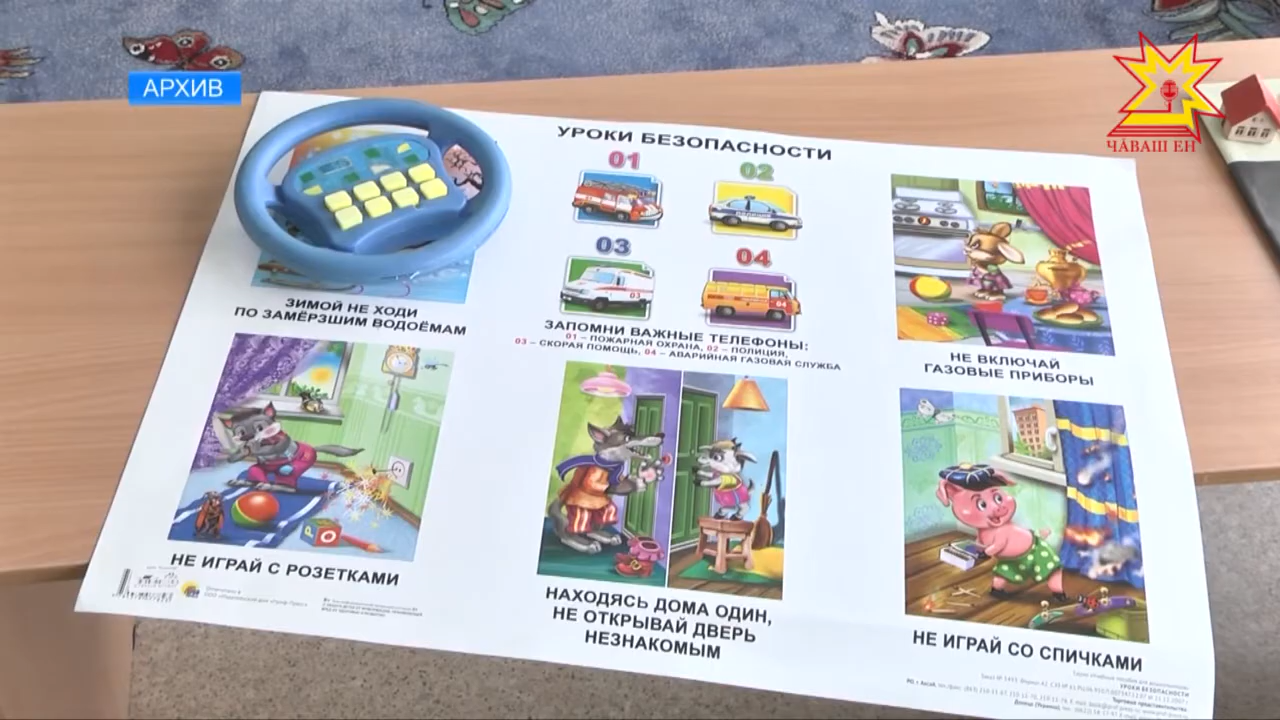 АРХИВ
ЧӐВАШ ЕН
УРОКИ БЕЗОПАСНОСТИ
01
02
03
04
ЗАПОМНИ ВАЖНЫЕ ТЕЛЕФОНЫ:
01 – ПОЖАРНАЯ ОХРАНА, 02 – ПОЛИЦИЯ,
03 – СКОРАЯ ПОМОЩЬ, 04 – АВАРИЙНАЯ ГАЗОВАЯ СЛУЖБА
ЗИМОЙ НЕ ХОДИ
ПО ЗАМЁРЗШИМ ВОДОЁМАМ
НЕ ВКЛЮЧАЙ
ГАЗОВЫЕ ПРИБОРЫ
НЕ ИГРАЙ С РОЗЕТКАМИ
НАХОДЯСЬ ДОМА ОДИН,
НЕ ОТКРЫВАЙ ДВЕРЬ
НЕЗНАКОМЫМ
НЕ ИГРАЙ СО СПИЧКАМИ
УРОКИ БЕЗОПАСНОСТИ